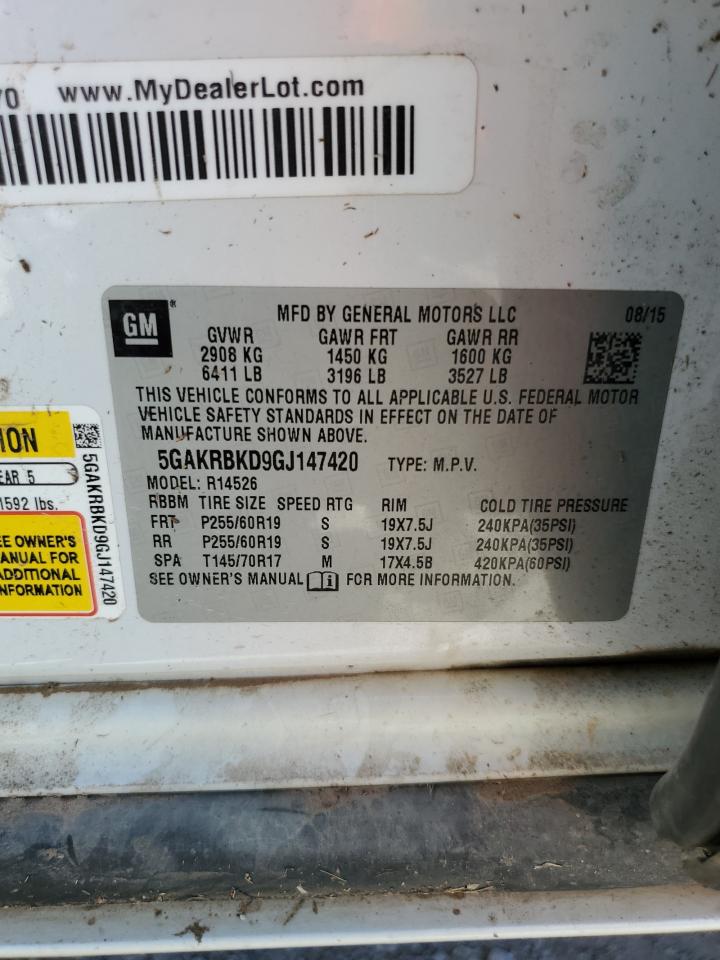 70 www.MyDealerLot.com
GM ®
MFD BY GENERAL MOTORS LLC 08/15
GVWR GAWR FRT GAWR RR
2908 KG 1450 KG 1600 KG
6411 LB 3196 LB 3527 LB
THIS VEHICLE CONFORMS TO ALL APPLICABLE U.S. FEDERAL MOTOR
VEHICLE SAFETY STANDARDS IN EFFECT ON THE DATE OF
MANUFACTURE SHOWN ABOVE.
5GAKRBKD9GJ147420 TYPE: M.P.V.
MODEL: R14526
RBBM TIRE SIZE SPEED RTG RIM COLD TIRE PRESSURE
FRT P255/60R19 S 19X7.5J 240KPA(35PSI)
RR P255/60R19 S 19X7.5J 240KPA(35PSI)
SPA T145/70R17 M 17X4.5B 420KPA(60PSI)
SEE OWNER'S MANUAL i FOR MORE INFORMATION.
ION
EAR 5
1592 lbs.
EE OWNER'S
MANUAL FOR
ADDITIONAL
INFORMATION
5GAKRBKD9GJ147420